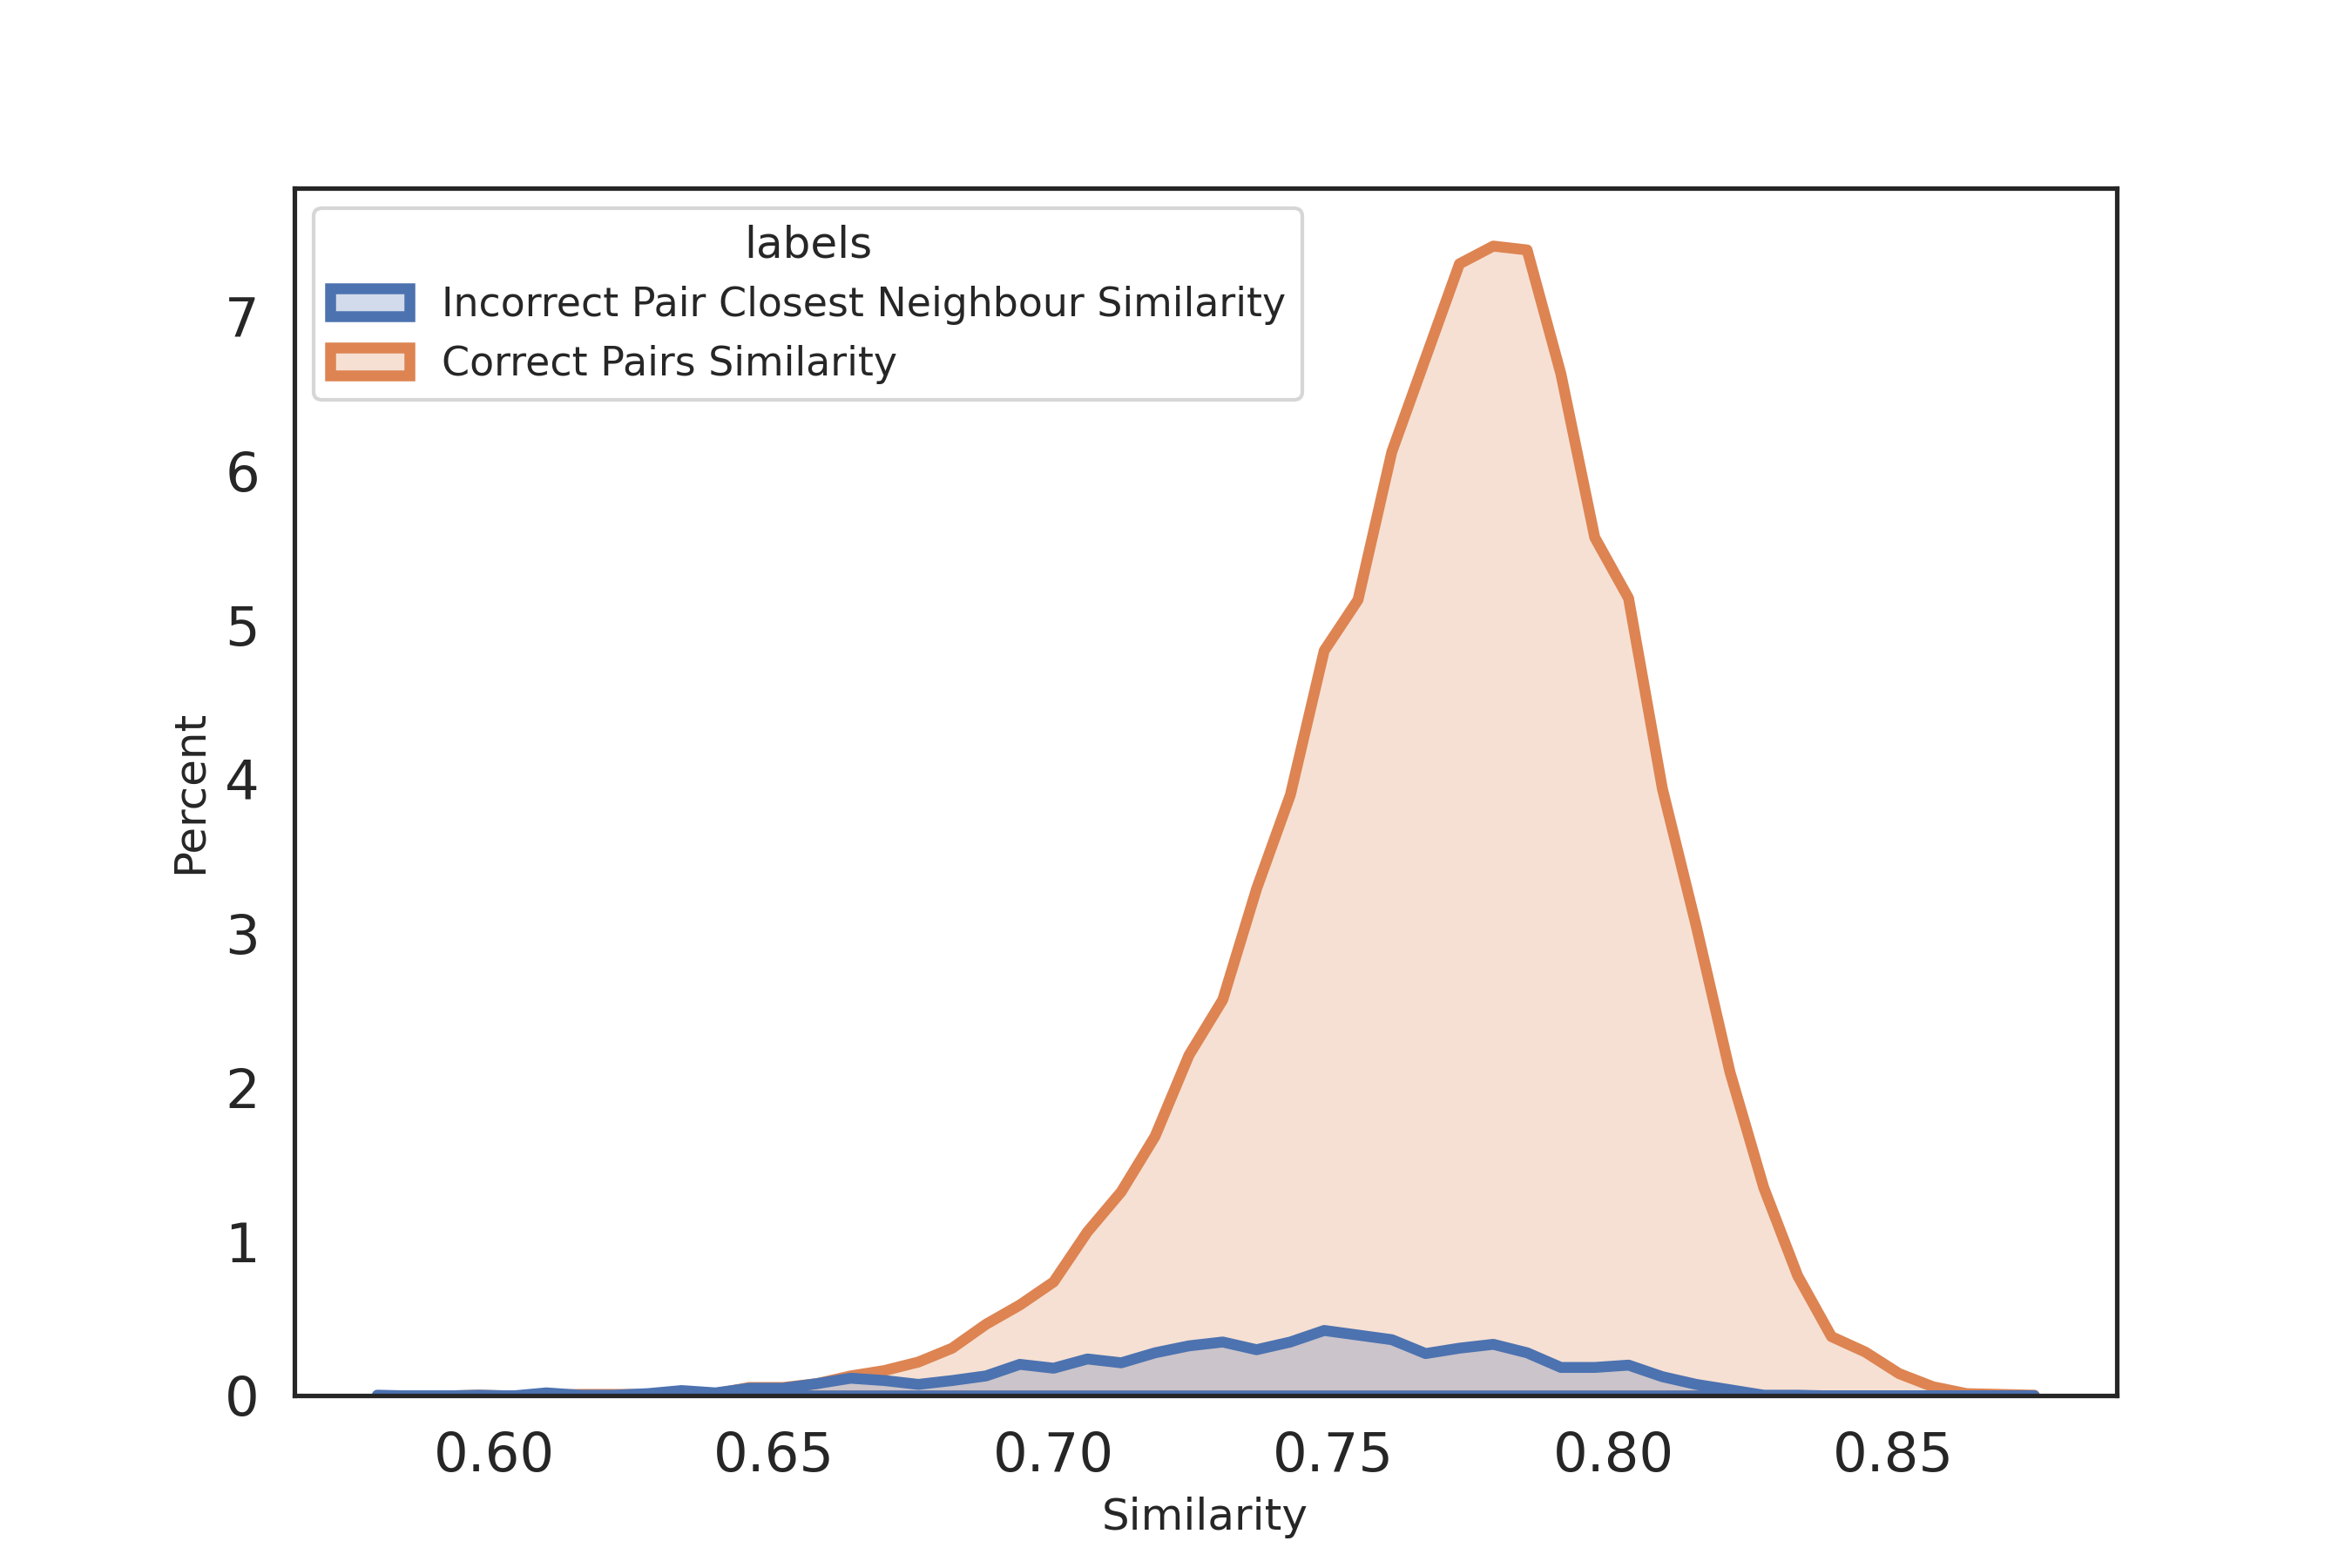 labels
Incorrect Pair Closest Neighbour Similarity
Correct Pairs Similarity
7
6
5
4
3
2
1
0
Percent
0.60 0.65 0.70 0.75 0.80 0.85
Similarity